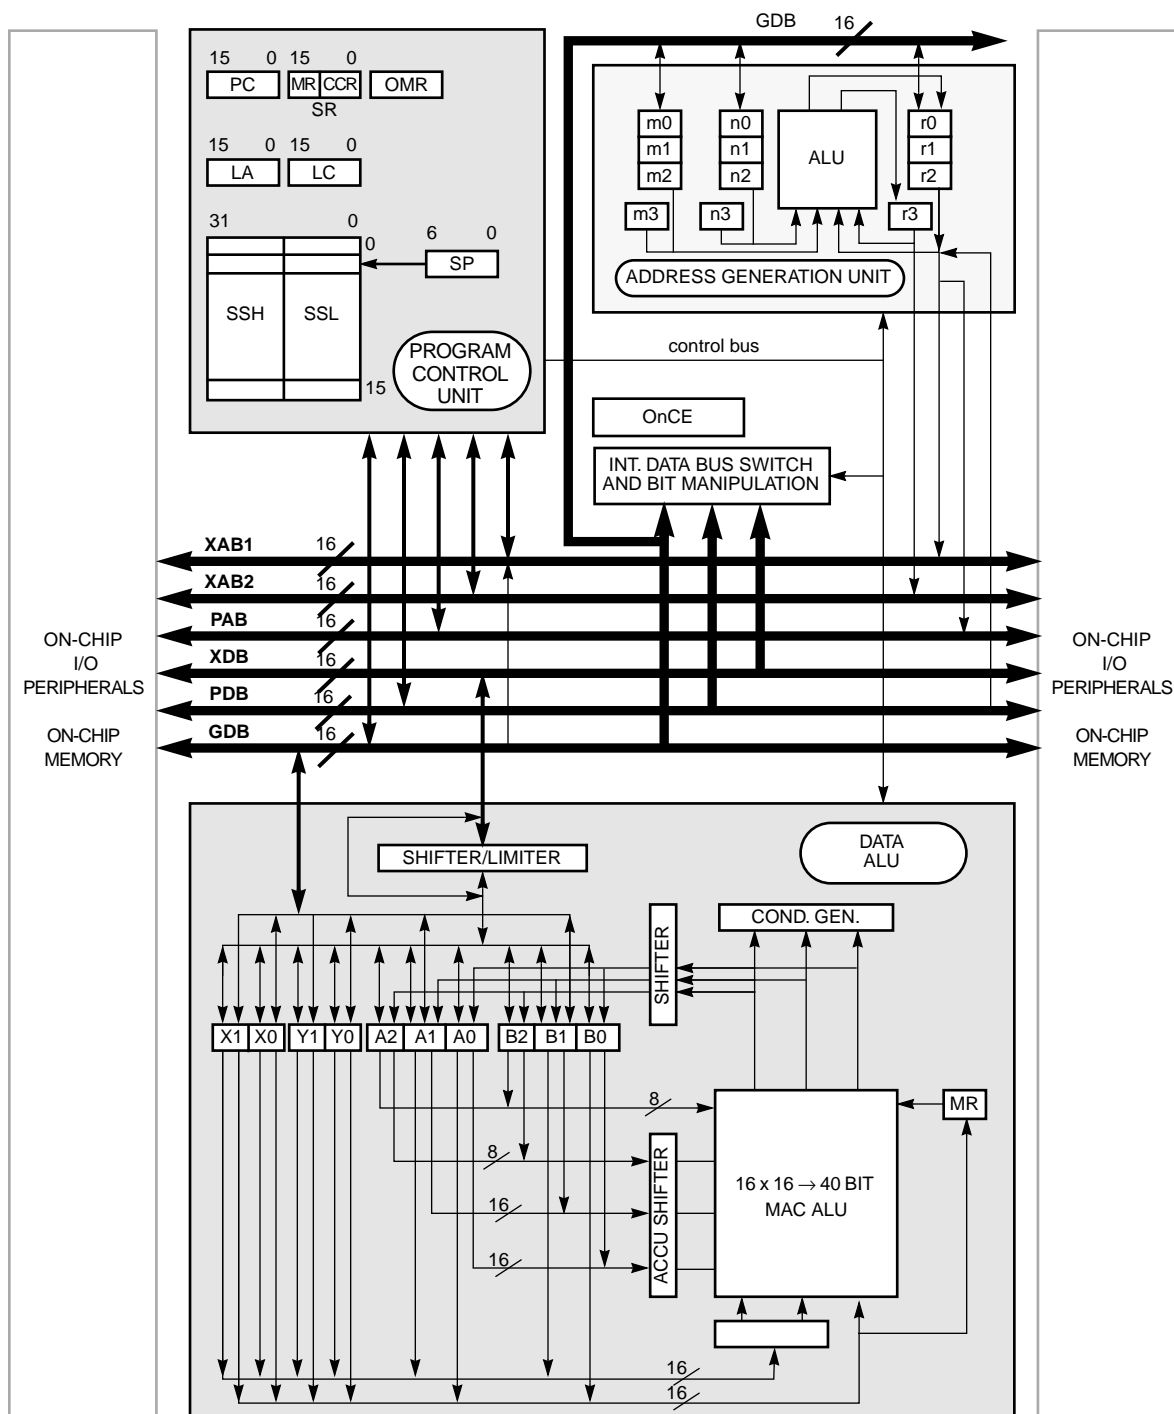 GDB 16
15 0 15 0
PC MR CCR OMR
SR
15 0 15 0
LA LC
31 0
0
6 0
SP
SSH SSL
15
PROGRAM
CONTROL
UNIT
m0 n0 r0
m1 n1 r1
m2 n2 r2
m3 n3 r3
ALU
ADDRESS GENERATION UNIT
control bus
OnCE
INT. DATA BUS SWITCH
AND BIT MANIPULATION
XAB1 16
XAB2 16
PAB 16
XDB 16
PDB 16
GDB 16
ON-CHIP
I/O
PERIPHERALS
ON-CHIP
MEMORY
ON-CHIP
I/O
PERIPHERALS
ON-CHIP
MEMORY
SHIFTER/LIMITER
DATA
ALU
COND. GEN.
SHIFTER
X1 X0 Y1 Y0 A2 A1 A0 B2 B1 B0
8
8
16
16
ACCU SHIFTER
MR
16 x 16 → 40 BIT
MAC ALU
16
16